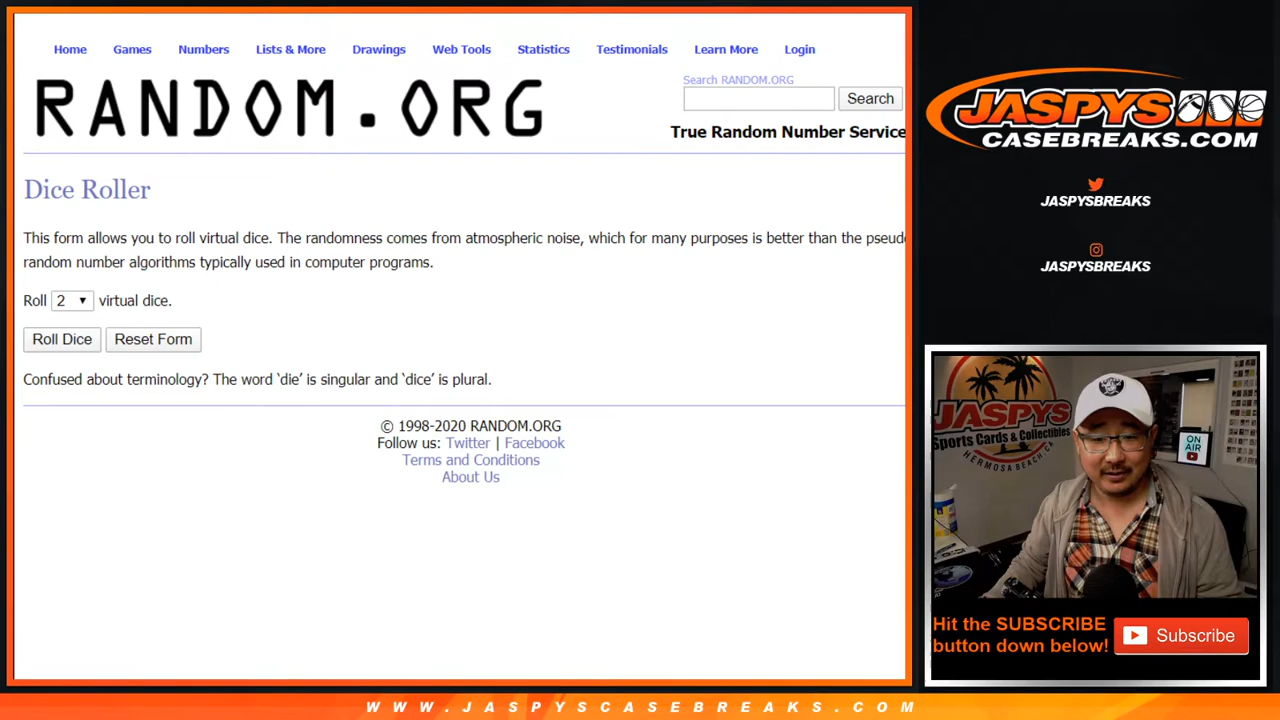 Home Games Numbers Lists & More Drawings Web Tools Statistics Testimonials Learn More Login
RANDOM.ORG
Search RANDOM.ORG
Search
True Random Number Service
Dice Roller
This form allows you to roll virtual dice. The randomness comes from atmospheric noise, which for many purposes is better than the pseudo
random number algorithms typically used in computer programs.
Roll 2 virtual dice.
Roll Dice Reset Form
Confused about terminology? The word ‘die’ is singular and ‘dice’ is plural.
© 1998-2020 RANDOM.ORG
Follow us: Twitter | Facebook
Terms and Conditions
About Us
JASPYS
CASEBREAKS.COM
JASPYSBREAKS
JASPYSBREAKS
JASPYS
Sports Cards & Collectibles
HERMOSA BEACH, CA
ON
AIR
Hit the SUBSCRIBE
button down below!
Subscribe
WWW.JASPYSCASEBREAKS.COM